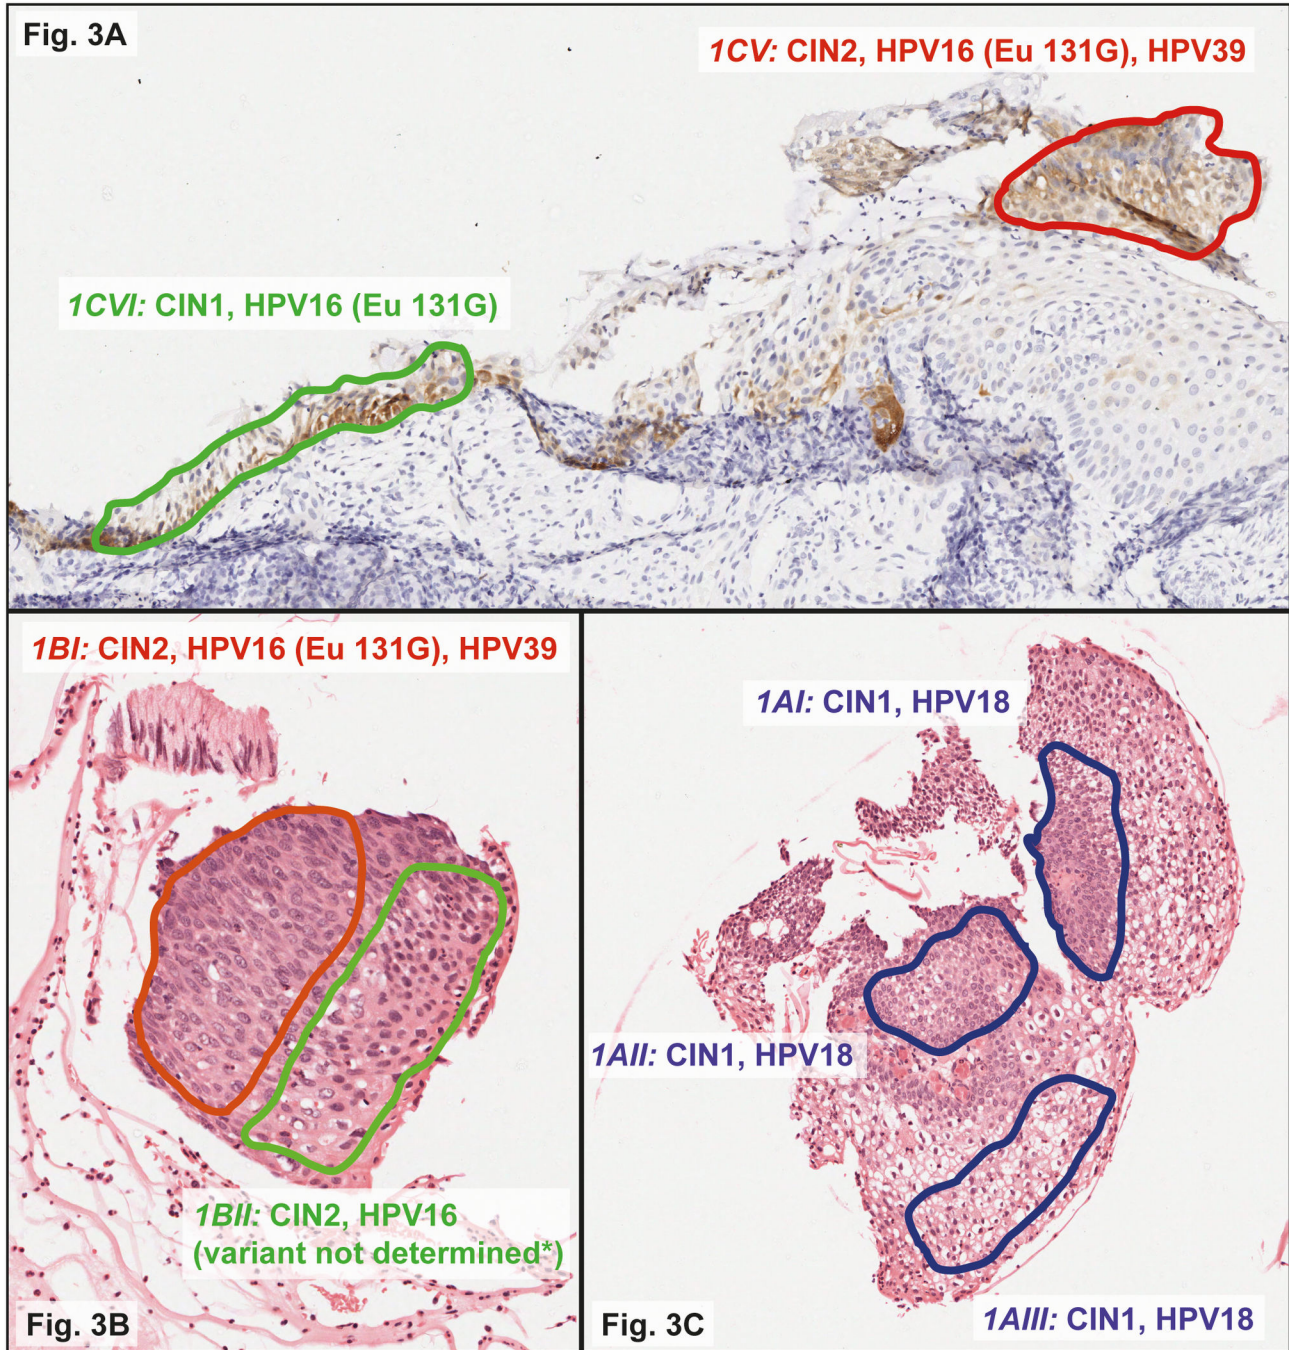 Fig. 3A
1CV: CIN2, HPV16 (Eu 131G), HPV39
1CVI: CIN1, HPV16 (Eu 131G)
1BI: CIN2, HPV16 (Eu 131G), HPV39
1BII: CIN2, HPV16
(variant not determined*)
Fig. 3B
1AI: CIN1, HPV18
1AII: CIN1, HPV18
1AIII: CIN1, HPV18
Fig. 3C